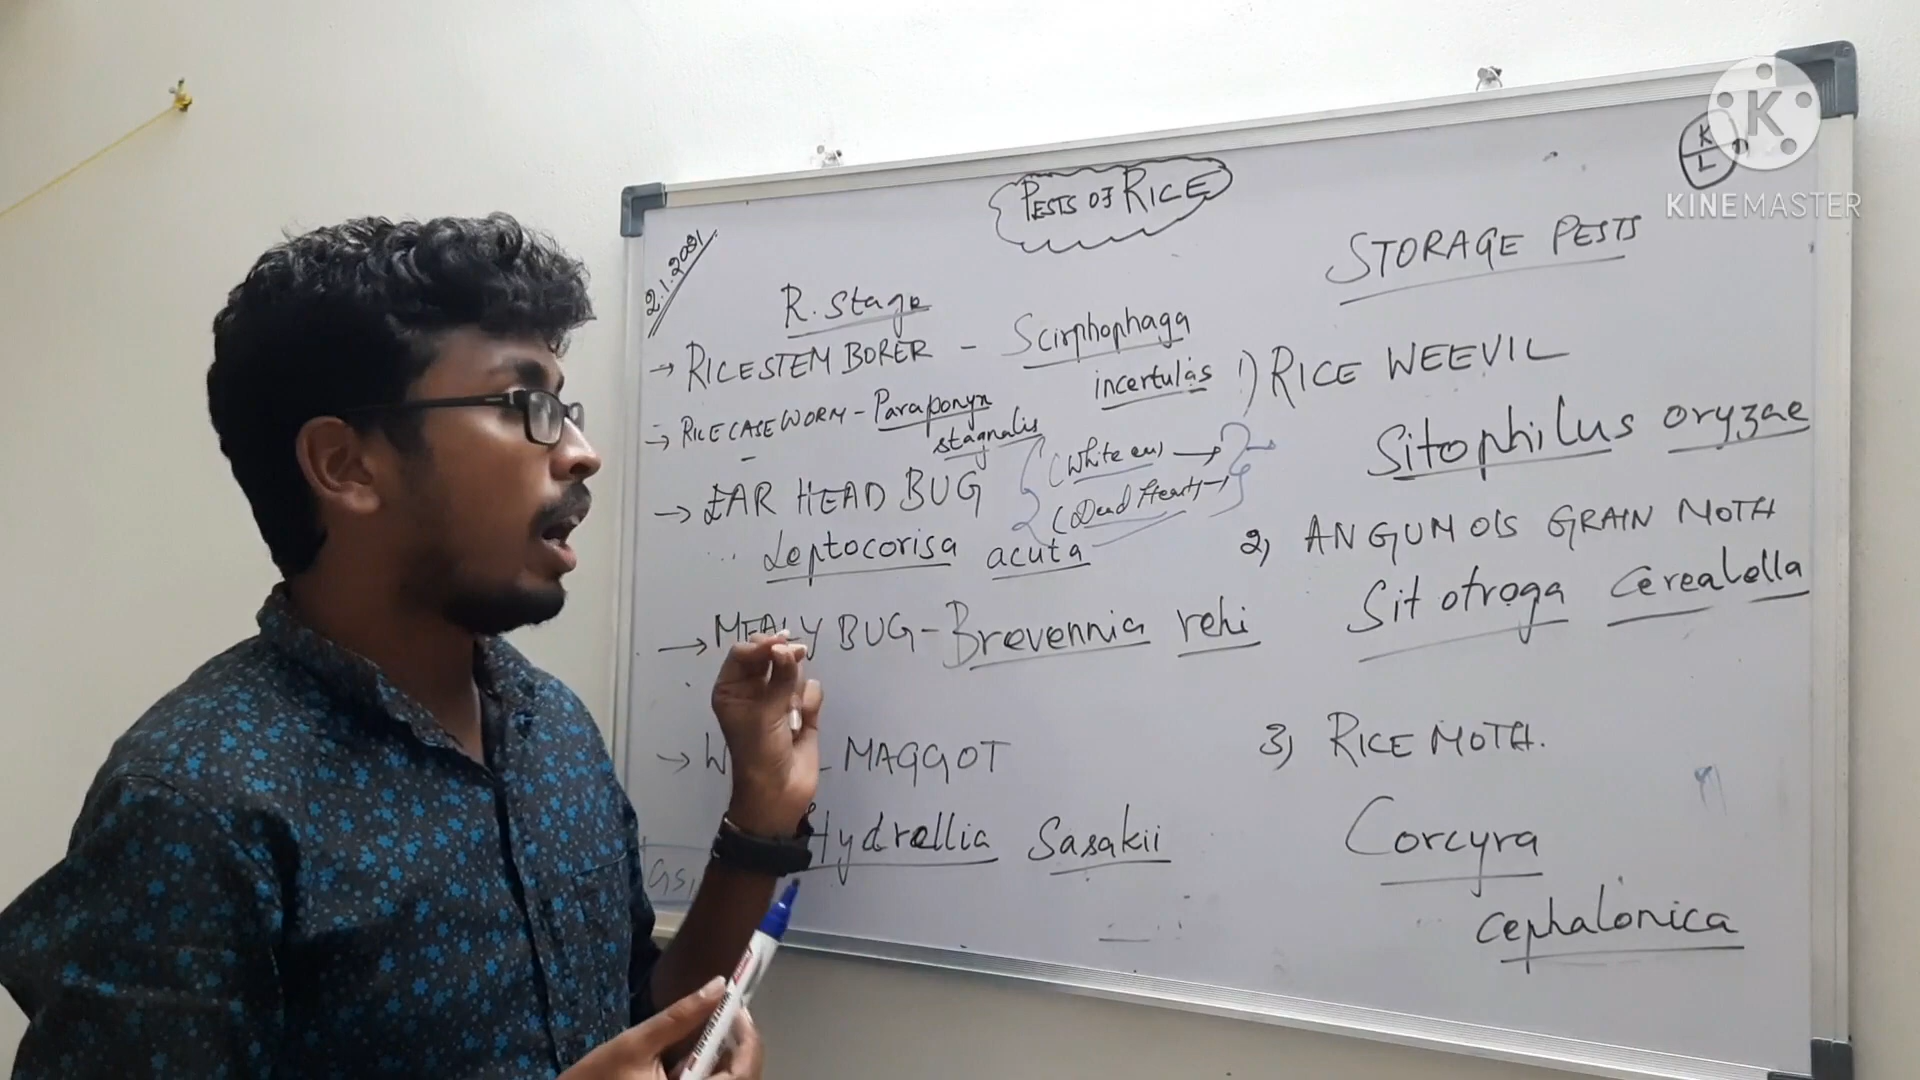 PESTS OF RICE
K
L
KINEMASTER
2.1.2021
R. Stage
→ RICE STEM BORER - Scirphophaga
incertulas
→ RICE CASE WORM - Paraponyx
stagnalis
(White ear) →
(Dead Heart) →
→ EAR HEAD BUG
Leptocorisa acuta
→ MEALY BUG - Brevennia rehi
→ MAGGOT
Hydrellia Sasakii
STORAGE PESTS
1) RICE WEEVIL
Sitophilus oryzae
2) ANGUMOIS GRAIN MOTH
Sitotroga cerealella
3) RICE MOTH.
Corcyra
cephalonica